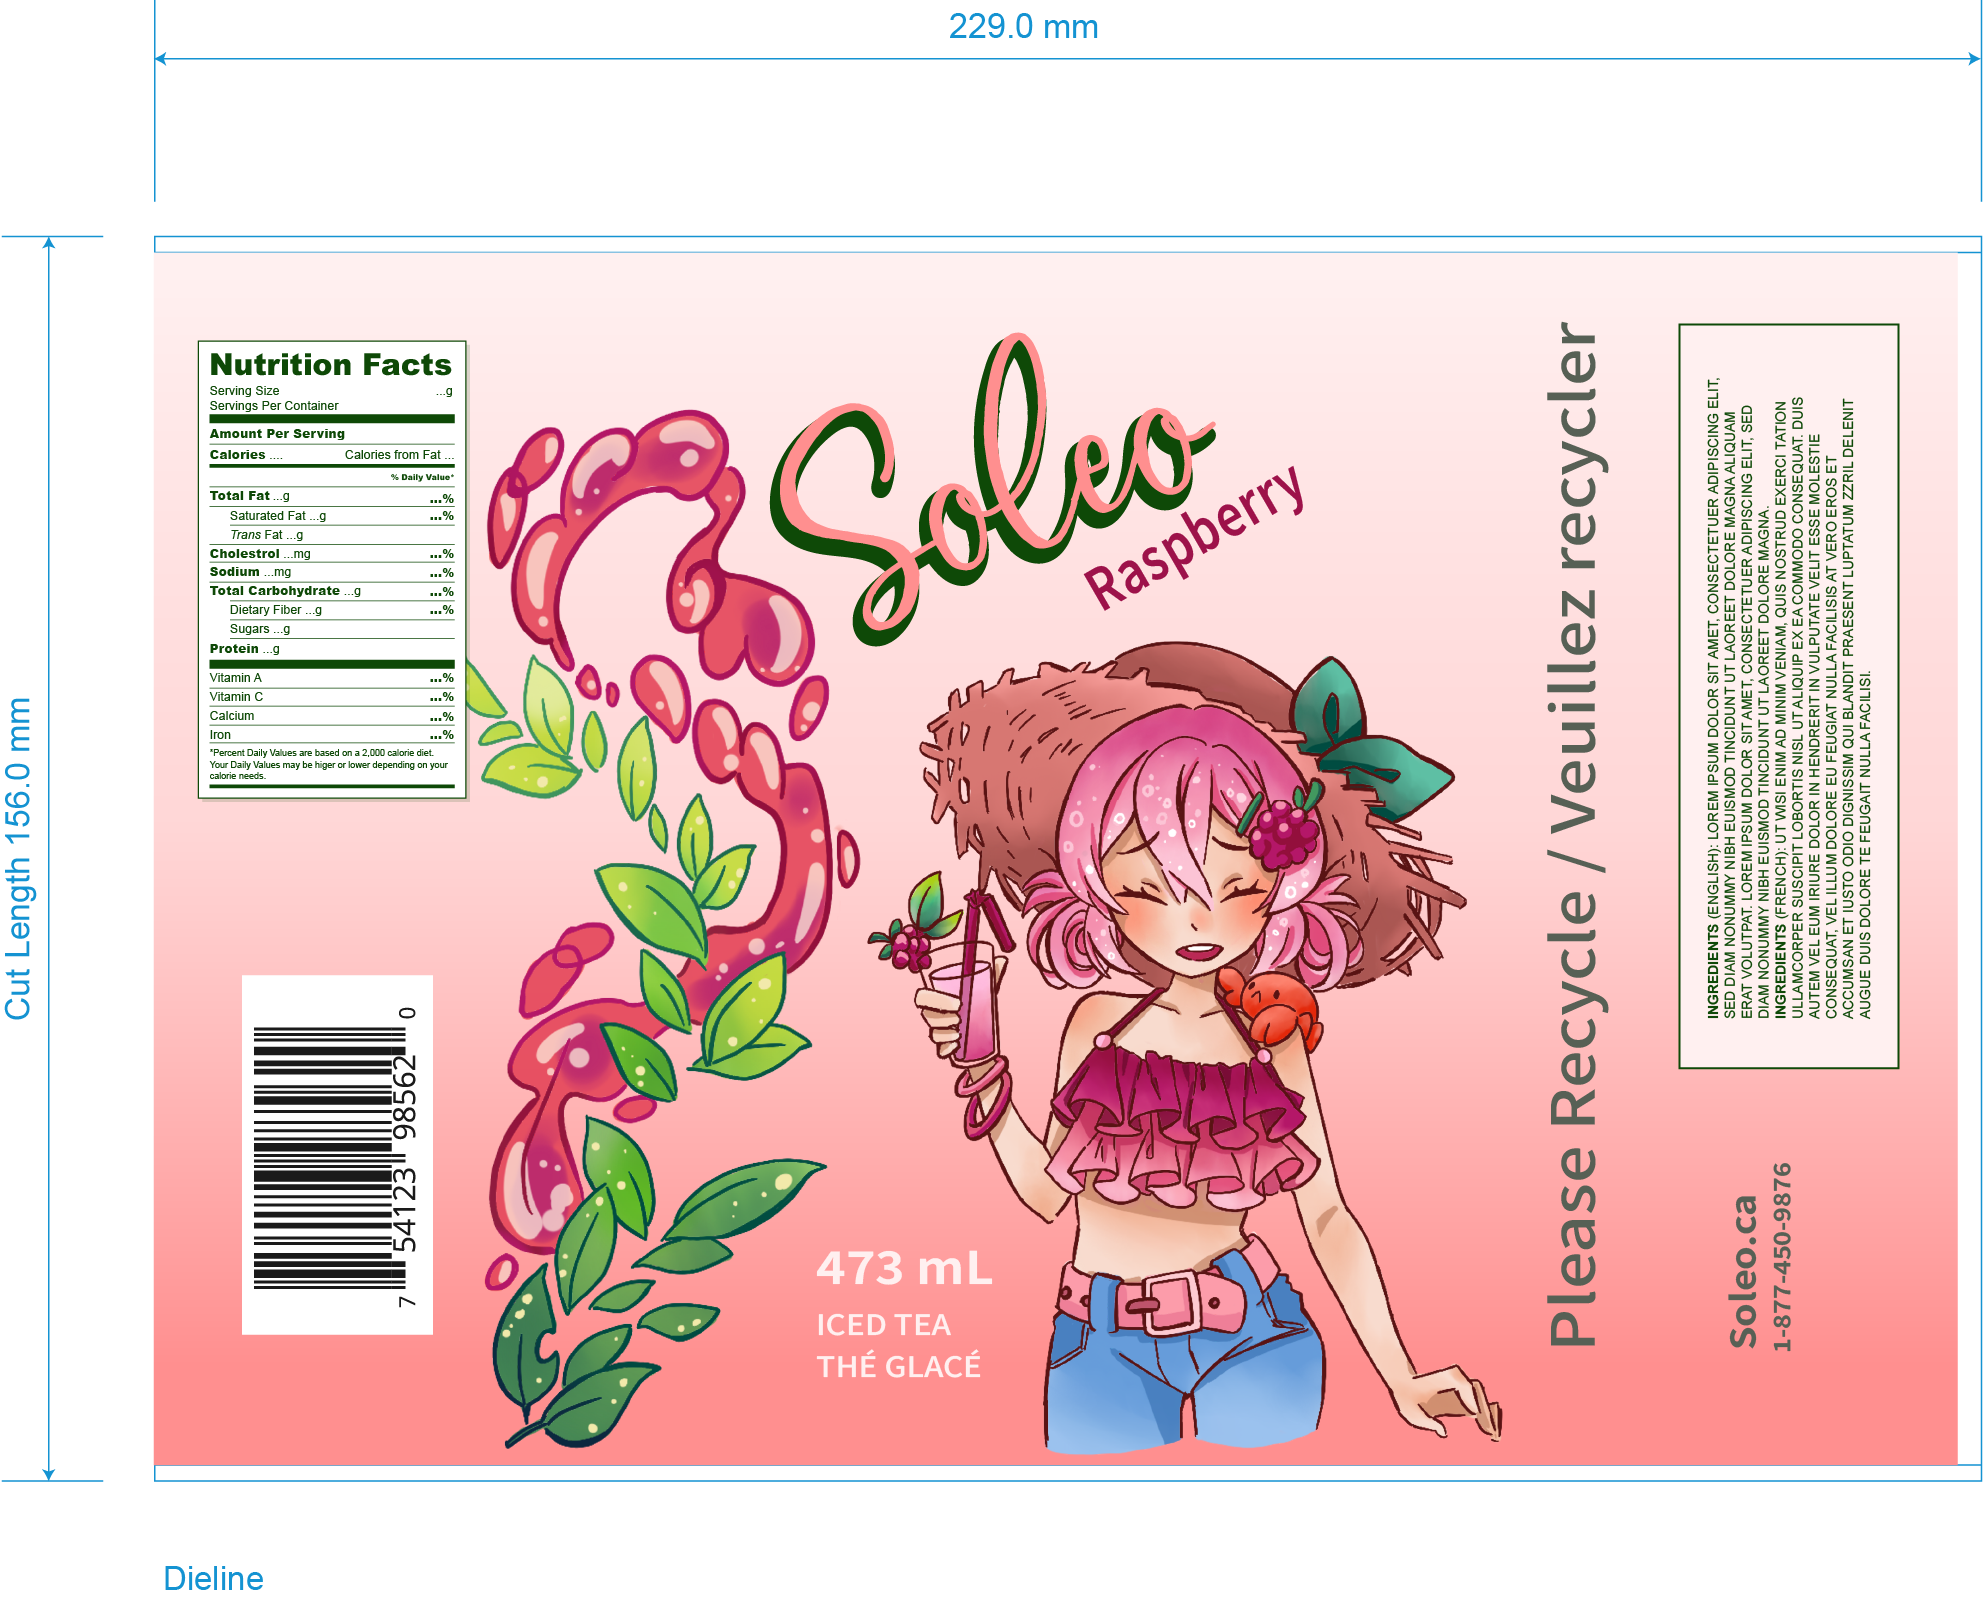 229.0 mm
Cut Length 156.0 mm
Nutrition Facts
Serving Size ...g
Servings Per Container
Amount Per Serving
Calories .... Calories from Fat ...
% Daily Value*
Total Fat ...g ...%
Saturated Fat ...g ...%
Trans Fat ...g
Cholestrol ...mg ...%
Sodium ...mg ...%
Total Carbohydrate ...g ...%
Dietary Fiber ...g ...%
Sugars ...g
Protein ...g
Vitamin A ...%
Vitamin C ...%
Calcium ...%
Iron ...%
*Percent Daily Values are based on a 2,000 calorie diet.
Your Daily Values may be higer or lower depending on your
calorie needs.
7 54123 98562 0
Soleo
Raspberry
473 mL
ICED TEA
THÉ GLACÉ
Please Recycle / Veuillez recycler
INGREDIENTS (ENGLISH): LOREM IPSUM DOLOR SIT AMET, CONSECTETUER ADIPISCING ELIT,
SED DIAM NONUMMY NIBH EUISMOD TINCIDUNT UT LAOREET DOLORE MAGNA ALIQUAM
ERAT VOLUTPAT. LOREM IPSUM DOLOR SIT AMET, CONSECTETUER ADIPISCING ELIT, SED
DIAM NONUMMY NIBH EUISMOD TINCIDUNT UT LAOREET DOLORE MAGNA.
INGREDIENTS (FRENCH): UT WISI ENIM AD MINIM VENIAM, QUIS NOSTRUD EXERCI TATION
ULLAMCORPER SUSCIPIT LOBORTIS NISL UT ALIQUIP EX EA COMMODO CONSEQUAT. DUIS
AUTEM VEL EUM IRIURE DOLOR IN HENDRERIT IN VULPUTATE VELIT ESSE MOLESTIE
CONSEQUAT, VEL ILLUM DOLORE EU FEUGIAT NULLA FACILISIS AT VERO EROS ET
ACCUMSAN ET IUSTO ODIO DIGNISSIM QUI BLANDIT PRAESENT LUPTATUM ZZRIL DELENIT
AUGUE DUIS DOLORE TE FEUGAIT NULLA FACILISI.
Soleo.ca
1-877-450-9876
Dieline